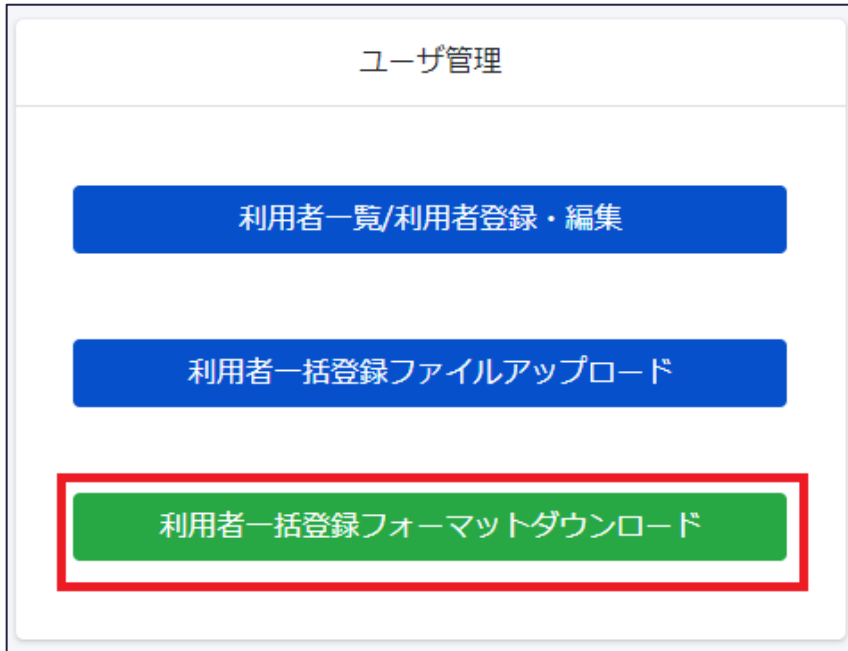 ユーザ管理
利用者一覧/利用者登録・編集
利用者一括登録ファイルアップロード
利用者一括登録フォーマットダウンロード